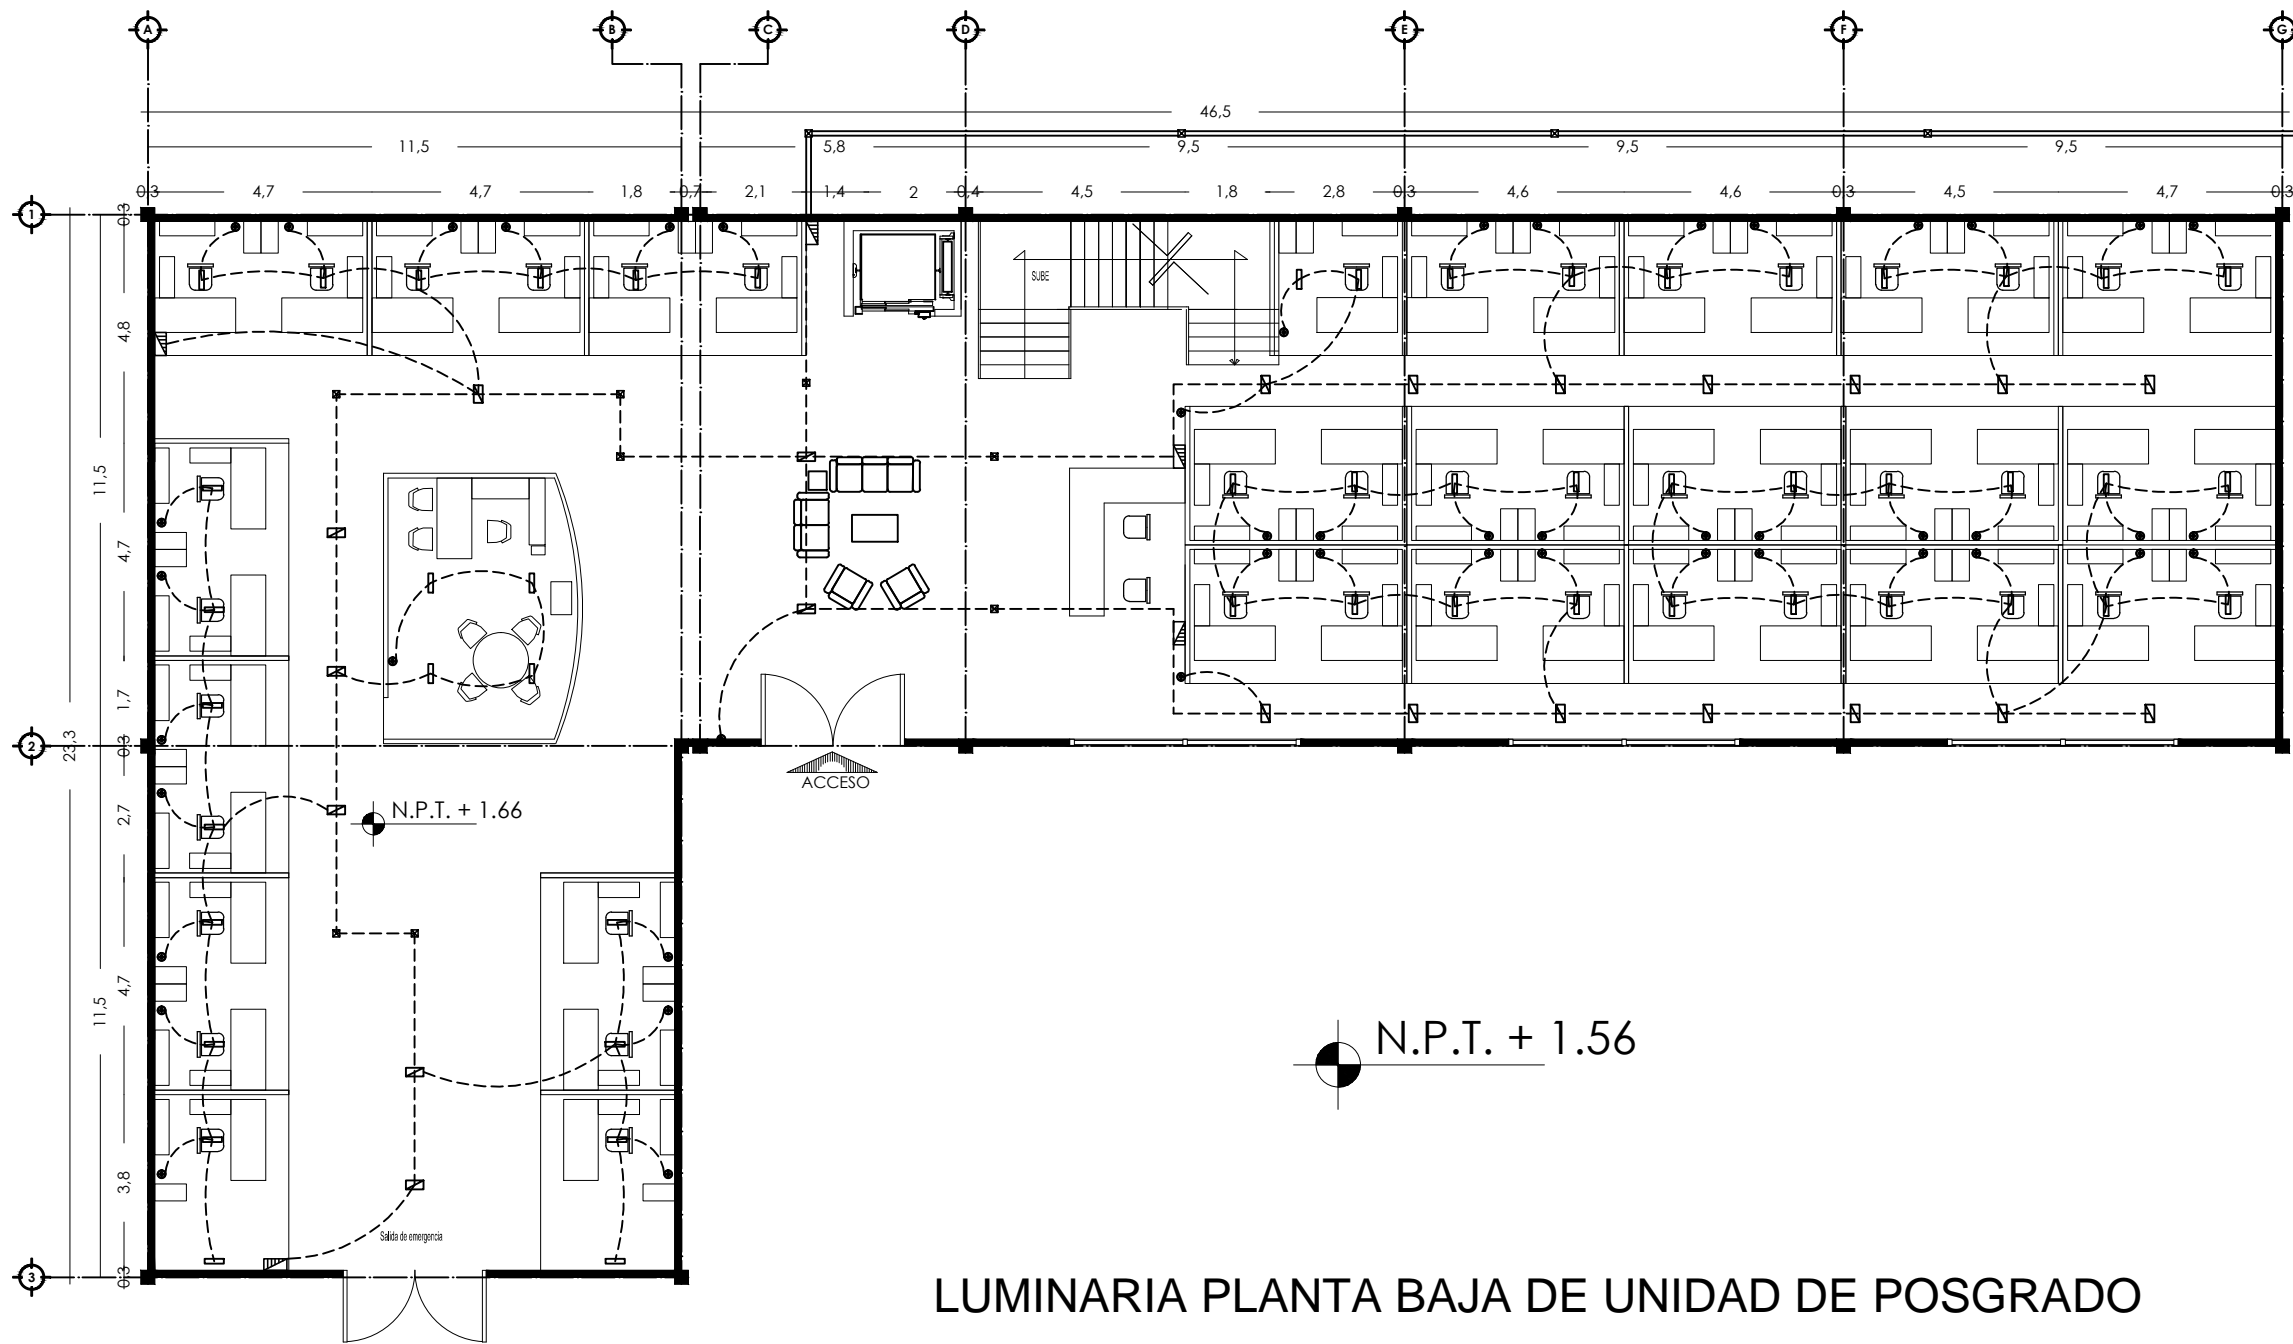 A B C D E F G
46,5
11,5 5,8 9,5 9,5 9,5
0.3 4,7 4,7 1,8 0,7 2,1 1,4 2 0,4 4,5 1,8 2,8 0.3 4,6 4,6 0.3 4,5 4,7 0.3
1
0.3
SUBE
4,8
11,5
4,7
1,7
2
0.3
23,3
ACCESO
N.P.T. + 1.66
2,7
4,7
11,5
N.P.T. + 1.56
3,8
Salida de emergencia
3
0.3
LUMINARIA PLANTA BAJA DE UNIDAD DE POSGRADO